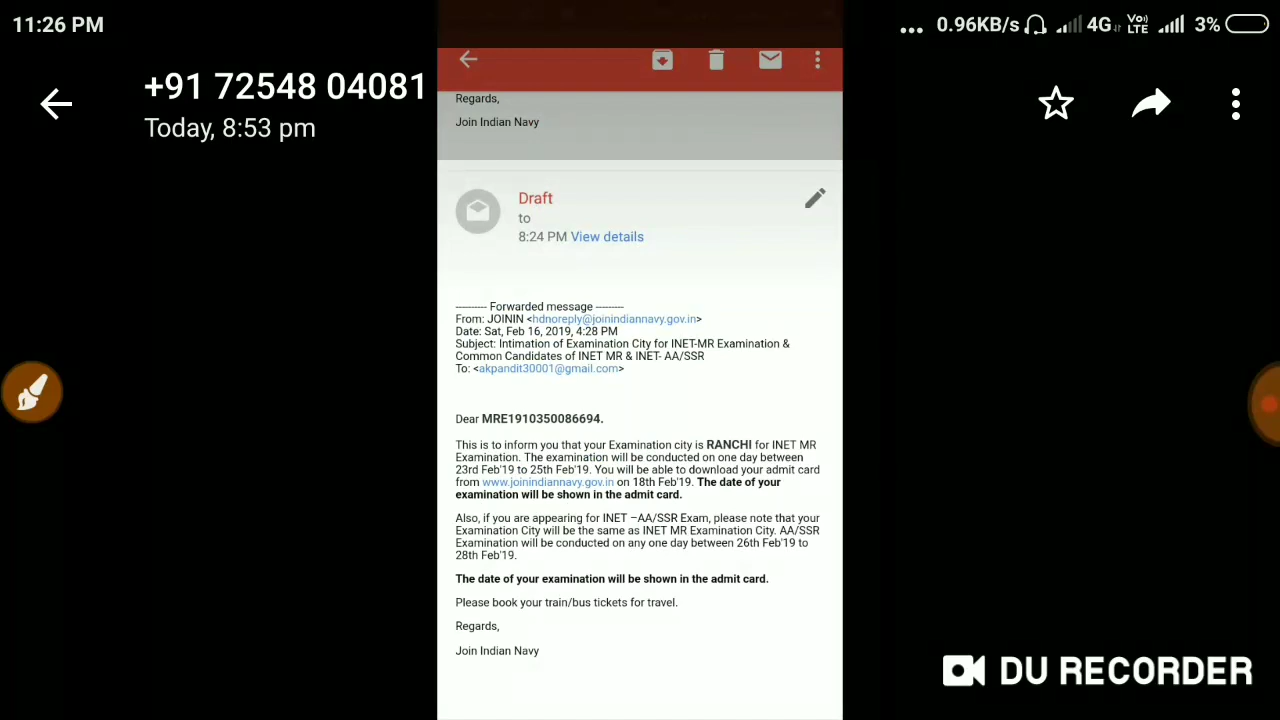 11:26 PM
... 0.96KB/s 4G Vo) LTE 3%
+91 72548 04081
Today, 8:53 pm
Regards,
Join Indian Navy
Draft
to
8:24 PM View details
---------- Forwarded message ---------
From: JOININ <hdnoreply@joinindiannavy.gov.in>
Date: Sat, Feb 16, 2019, 4:28 PM
Subject: Intimation of Examination City for INET-MR Examination &
Common Candidates of INET MR & INET- AA/SSR
To: <akpandit30001@gmail.com>
Dear MRE1910350086694.
This is to inform you that your Examination city is RANCHI for INET MR
Examination. The examination will be conducted on one day between
23rd Feb'19 to 25th Feb'19. You will be able to download your admit card
from www.joinindiannavy.gov.in on 18th Feb'19. The date of your
examination will be shown in the admit card.
Also, if you are appearing for INET –AA/SSR Exam, please note that your
Examination City will be the same as INET MR Examination City. AA/SSR
Examination will be conducted on any one day between 26th Feb'19 to
28th Feb'19.
The date of your examination will be shown in the admit card.
Please book your train/bus tickets for travel.
Regards,
Join Indian Navy
DU RECORDER